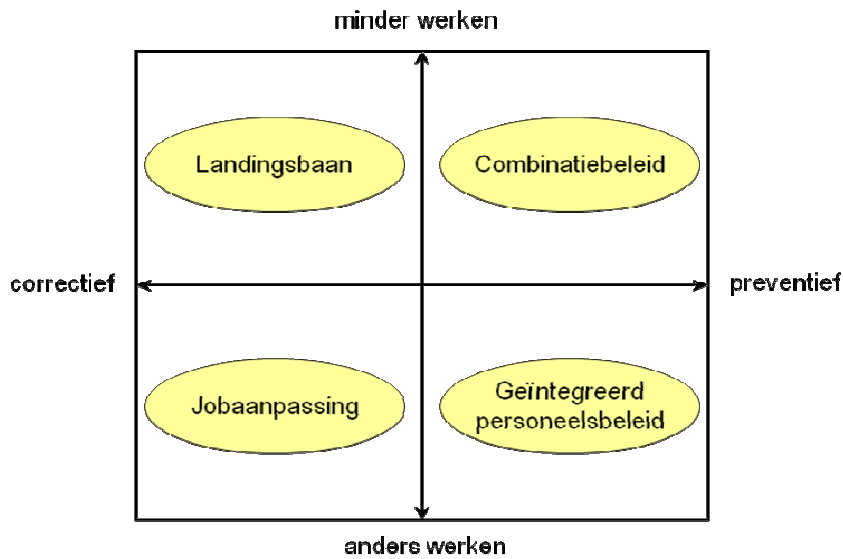 minder werken
Landingsbaan
Combinatiebeleid
correctief
preventief
Jobaanpassing
Geïntegreerd
personeelsbeleid
anders werken